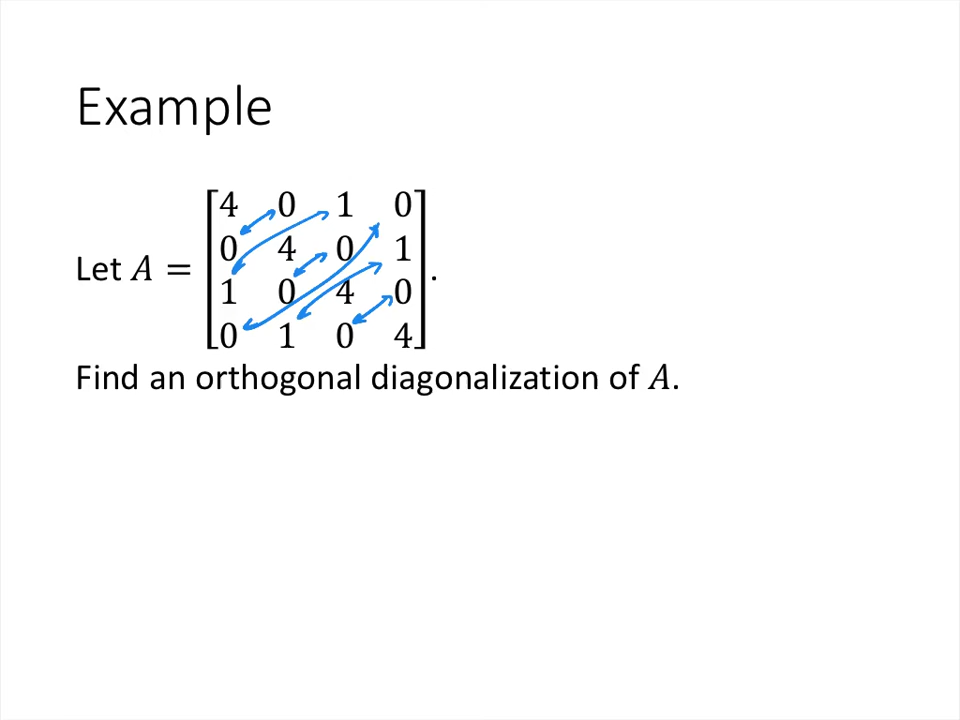 Example
Let 𝐴 = [4 0 1 0
0 4 0 1
1 0 4 0
0 1 0 4].
Find an orthogonal diagonalization of 𝐴.